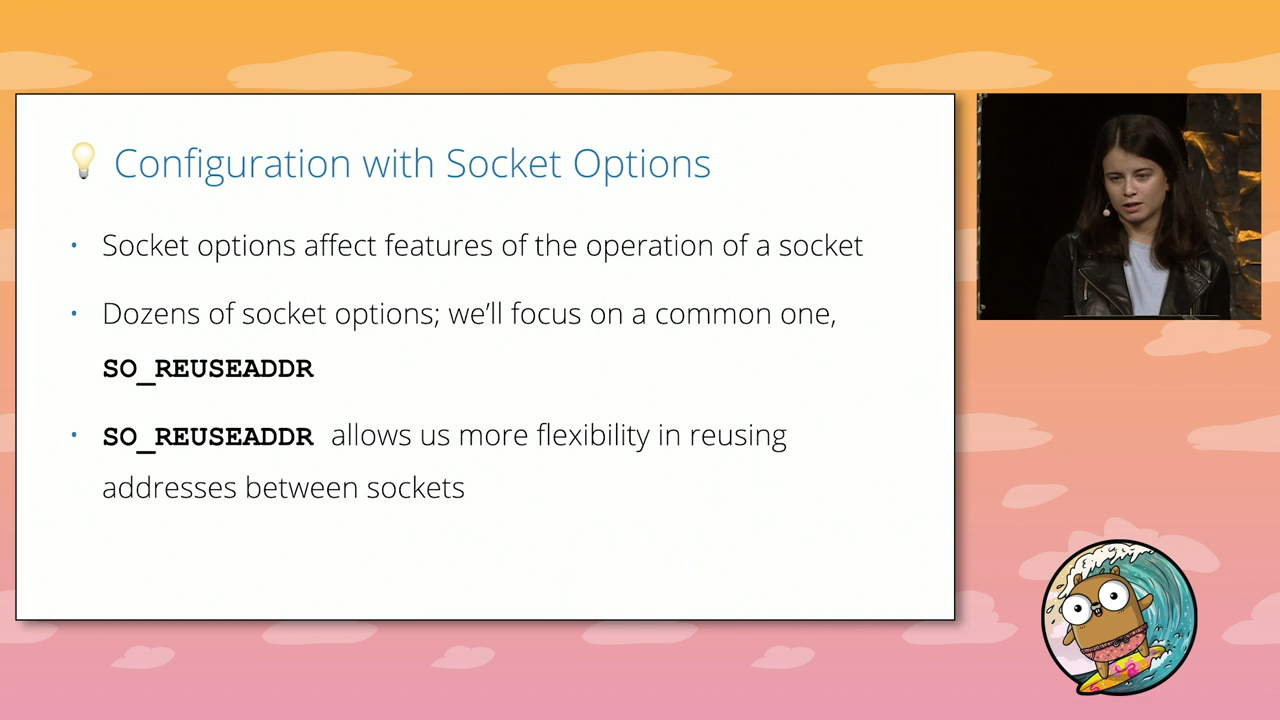 Configuration with Socket Options
• Socket options affect features of the operation of a socket
• Dozens of socket options; we'll focus on a common one,
SO_REUSEADDR
• SO_REUSEADDR allows us more flexibility in reusing
addresses between sockets